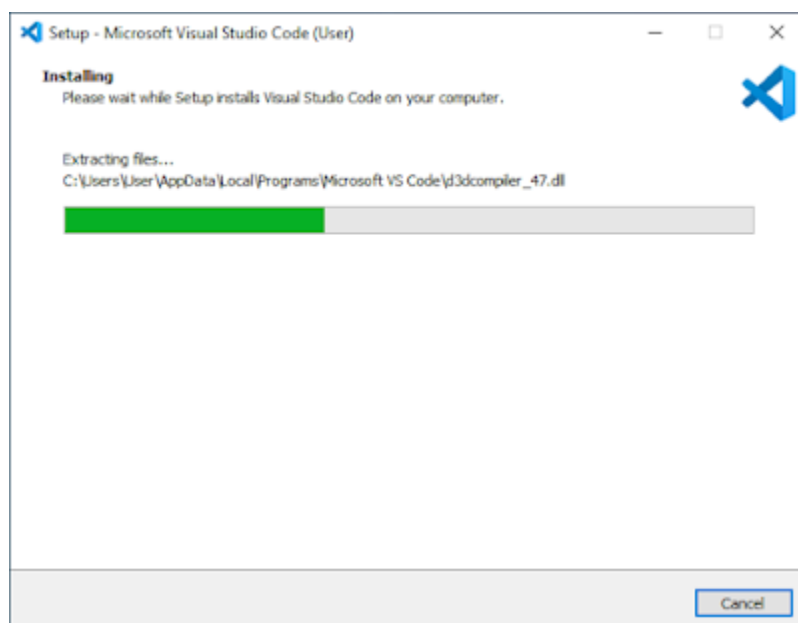 Setup - Microsoft Visual Studio Code (User)
Installing
Please wait while Setup installs Visual Studio Code on your computer.
Extracting files...
C:\Users\User\AppData\Local\Programs\Microsoft VS Code\d3dcompiler_47.dll
Cancel